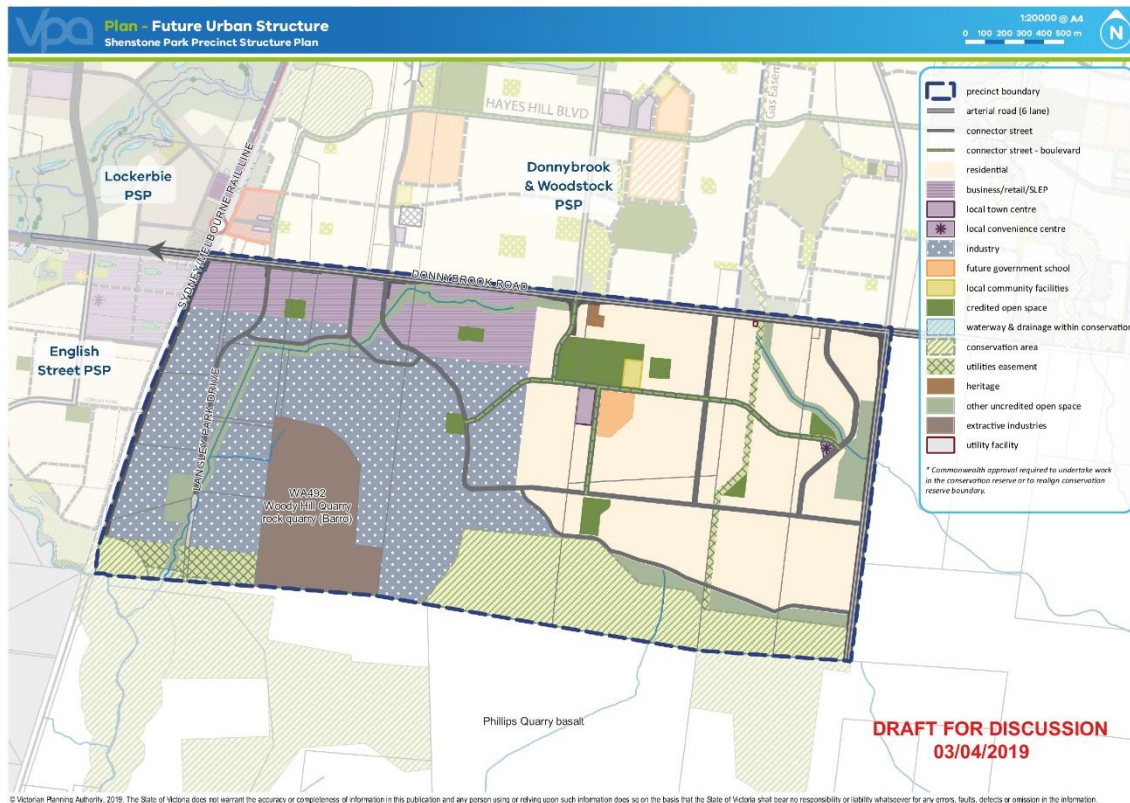 vpa
Plan - Future Urban Structure
Shenstone Park Precinct Structure Plan
1:20000 @ A4
0 100 200 300 400 500 m
N
HAYES HILL BLVD
Gas Easem
Lockerbie
PSP
Donnybrook
& Woodstock
PSP
SYDNEY MELBOURNE RAIL LINE
DONNYBROOK ROAD
English
Street PSP
LANGLEY PARK DRIVE
WA492
Woody Hill Quarry
rock quarry (Barro)
Phillips Quarry basalt
precinct boundary
arterial road (6 lane)
connector street
connector street - boulevard
residential
business/retail/SLEP
local town centre
local convenience centre
industry
future government school
local community facilities
credited open space
waterway & drainage within conservation
conservation area
utilities easement
heritage
other uncredited open space
extractive industries
utility facility
* Commonwealth approval required to undertake work
in the conservation reserve or to realign conservation
reserve boundary.
DRAFT FOR DISCUSSION
03/04/2019
© Victorian Planning Authority, 2019. The State of Victoria does not warrant the accuracy or completeness of information in this publication and any person using or relying upon such information does so on the basis that the State of Victoria shall bear no responsibility or liability whatsoever for any errors, faults, defects or omissions in the information.